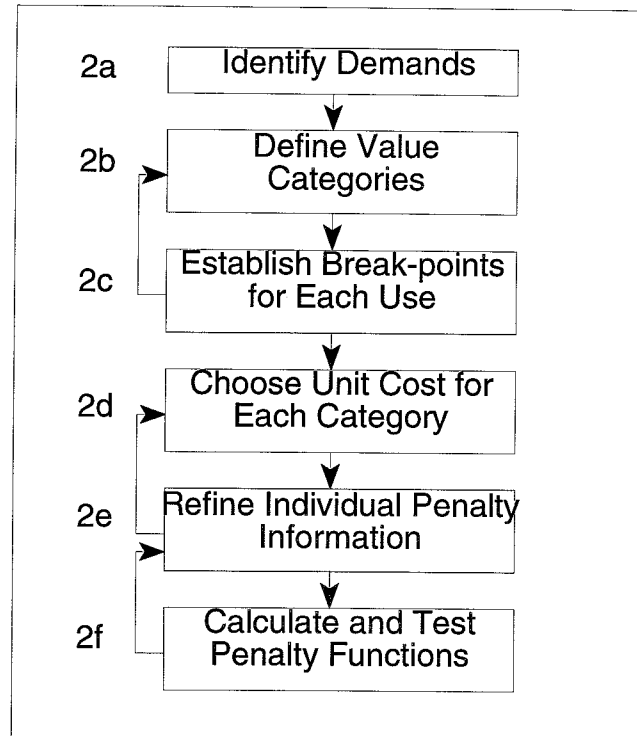 2a Identify Demands
2b Define Value
Categories
2c Establish Break-points
for Each Use
2d Choose Unit Cost for
Each Category
2e Refine Individual Penalty
Information
2f Calculate and Test
Penalty Functions